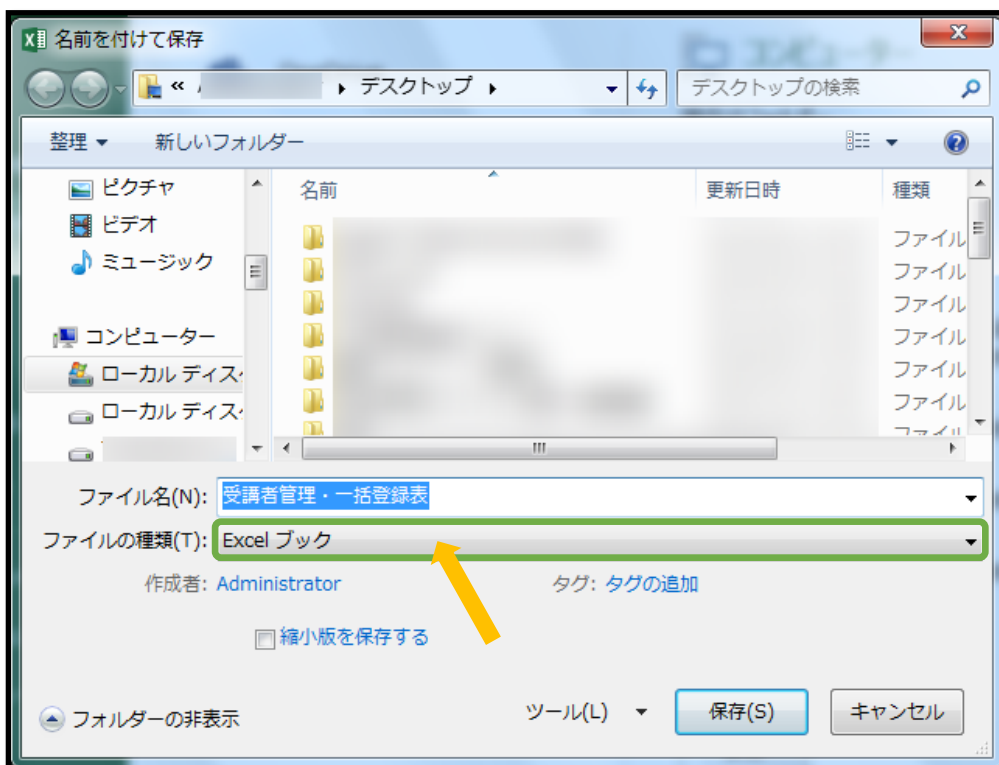 名前を付けて保存
« デスクトップ
デスクトップの検索
整理 新しいフォルダー
ピクチャ
ビデオ
ミュージック
コンピューター
ローカル ディス
ローカル ディス
名前 更新日時 種類
ファイル
ファイル
ファイル
ファイル
ファイル
ファイル
ファイル
ファイル名(N): 受講者管理・一括登録表
ファイルの種類(T): Excel ブック
作成者: Administrator タグ: タグの追加
縮小版を保存する
フォルダーの非表示 ツール(L) 保存(S) キャンセル